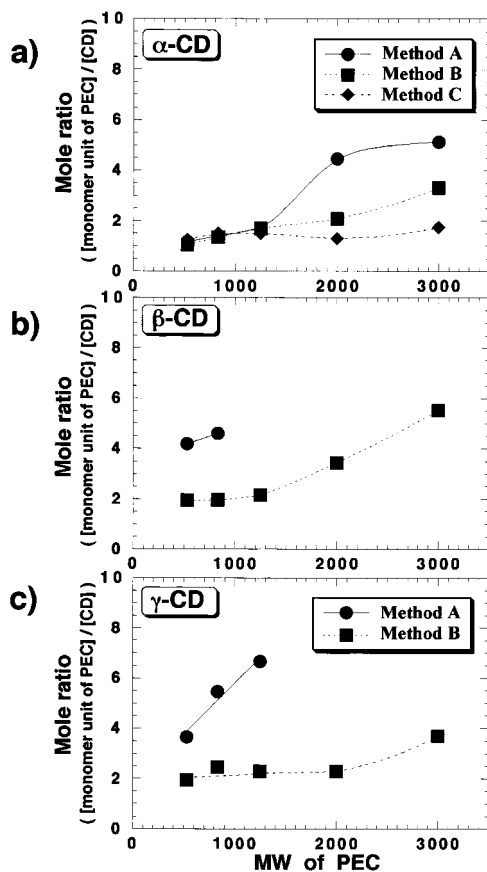 a)
α-CD
Method A
Method B
Method C
Mole ratio
( [monomer unit of PEC] / [CD] )
10
8
6
4
2
0
0 1000 2000 3000
b)
β-CD
Mole ratio
( [monomer unit of PEC] / [CD] )
10
8
6
4
2
0
0 1000 2000 3000
c)
γ-CD
Method A
Method B
Mole ratio
( [monomer unit of PEC] / [CD] )
10
8
6
4
2
0
0 1000 2000 3000
MW of PEC